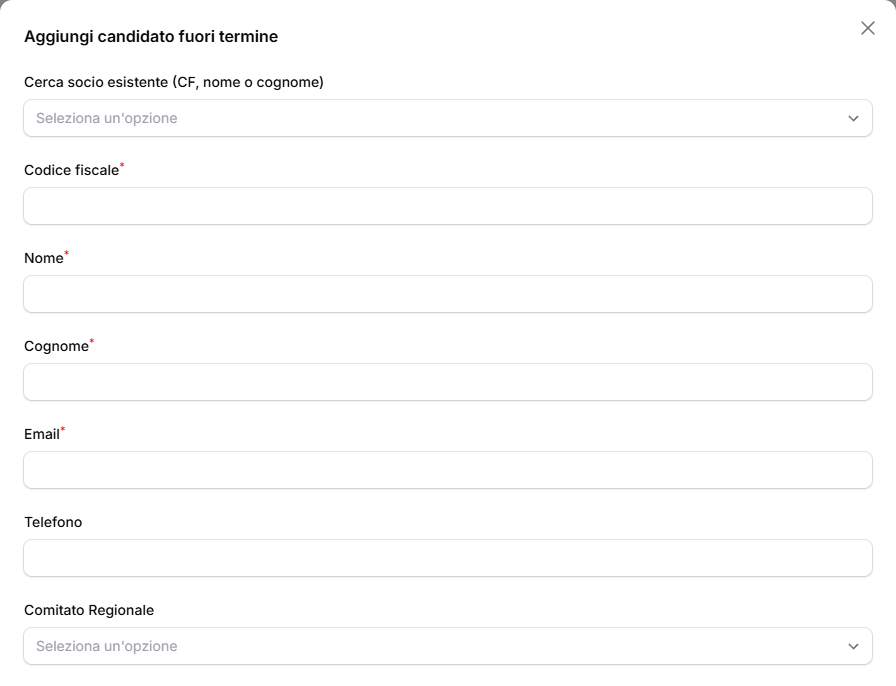 Aggiungi candidato fuori termine
Cerca socio esistente (CF, nome o cognome)
Seleziona un'opzione
Codice fiscale*
Nome*
Cognome*
Email*
Telefono
Comitato Regionale
Seleziona un'opzione